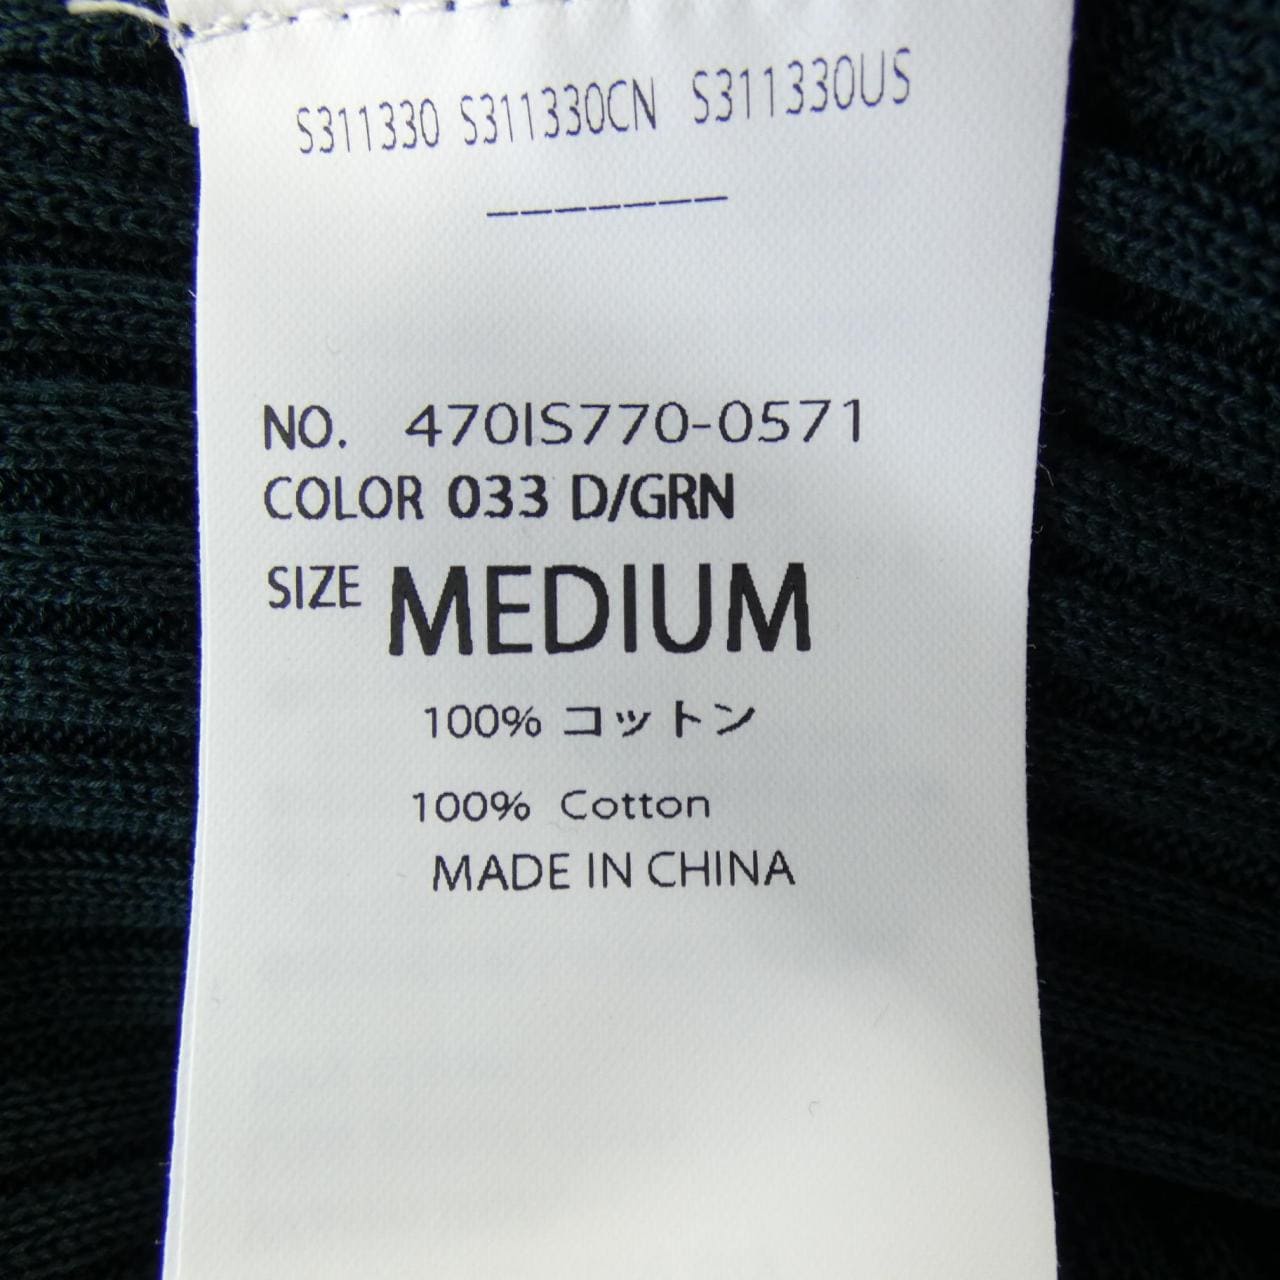 S311330 S311330CN S311330US
_______
NO. 470IS770-0571
COLOR 033 D/GRN
SIZE MEDIUM
100% コットン
100% Cotton
MADE IN CHINA